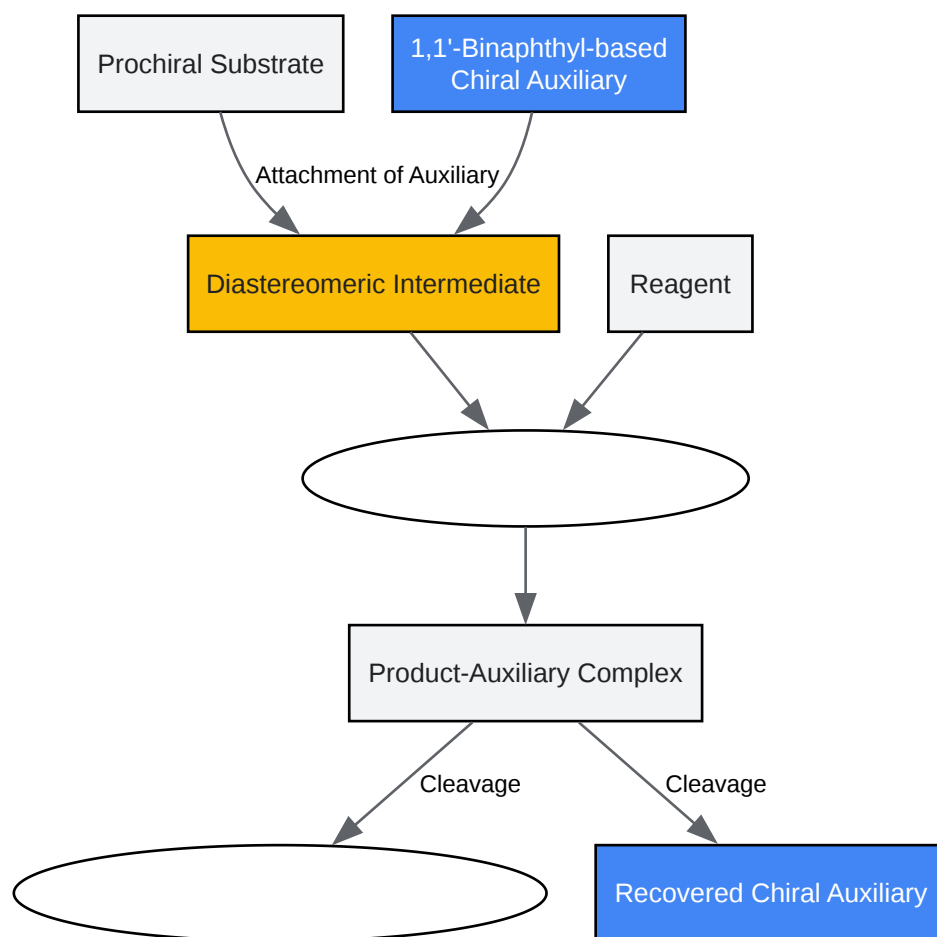 Prochiral Substrate
1,1'-Binaphthyl-based
Chiral Auxiliary
Attachment of Auxiliary
Diastereomeric Intermediate
Reagent
Product-Auxiliary Complex
Cleavage
Cleavage
Recovered Chiral Auxiliary